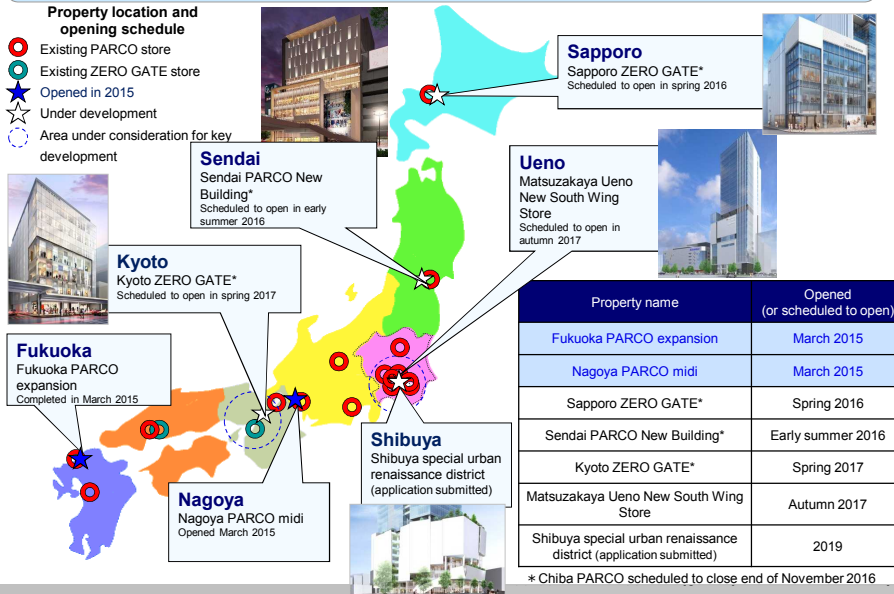 Property location and
opening schedule
Existing PARCO store
Existing ZERO GATE store
Opened in 2015
Under development
Area under consideration for key
development
Sapporo
Sapporo ZERO GATE*
Scheduled to open in spring 2016
Sendai
Sendai PARCO New
Building*
Scheduled to open in early
summer 2016
Ueno
Matsuzakaya Ueno
New South Wing
Store
Scheduled to open in
autumn 2017
Kyoto
Kyoto ZERO GATE*
Scheduled to open in spring 2017
Fukuoka
Fukuoka PARCO
expansion
Completed in March 2015
Nagoya
Nagoya PARCO midi
Opened March 2015
Shibuya
Shibuya special urban
renaissance district
(application submitted)
Property name
Opened
(or scheduled to open)
Fukuoka PARCO expansion
March 2015
Nagoya PARCO midi
March 2015
Sapporo ZERO GATE*
Spring 2016
Sendai PARCO New Building*
Early summer 2016
Kyoto ZERO GATE*
Spring 2017
Matsuzakaya Ueno New South Wing
Store
Autumn 2017
Shibuya special urban renaissance
district (application submitted)
2019
* Chiba PARCO scheduled to close end of November 2016